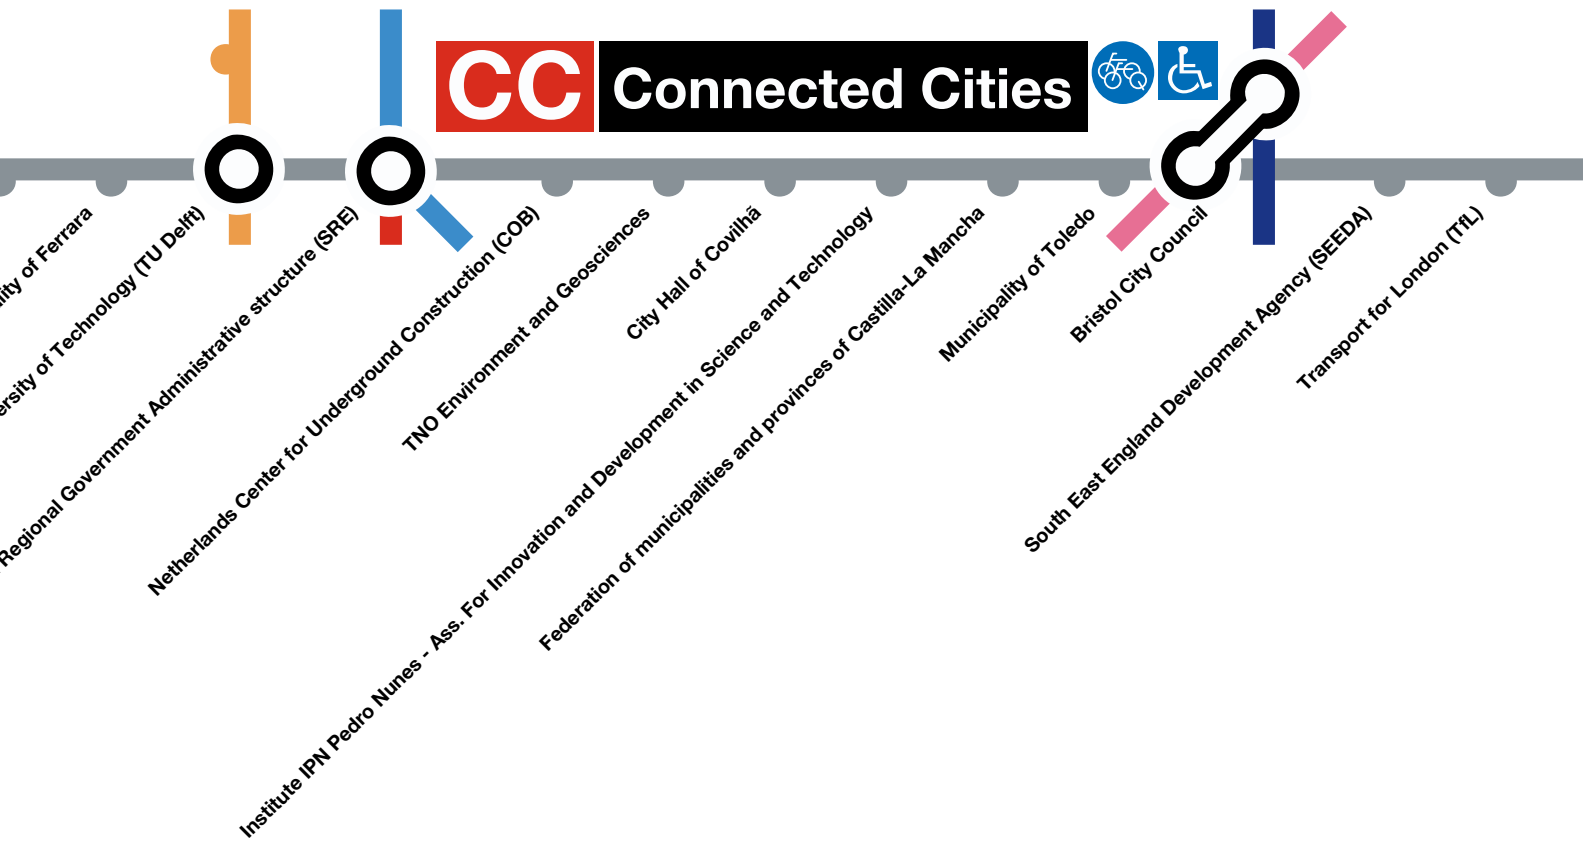 CC Connected Cities
ity of Ferrara
ersity of Technology (TU Delft)
Regional Government Administrative structure (SRE)
Netherlands Center for Underground Construction (COB)
TNO Environment and Geosciences
City Hall of Covilhã
Institute IPN Pedro Nunes - Ass. For Innovation and Development in Science and Technology
Federation of municipalities and provinces of Castilla-La Mancha
Municipality of Toledo
Bristol City Council
South East England Development Agency (SEEDA)
Transport for London (TfL)